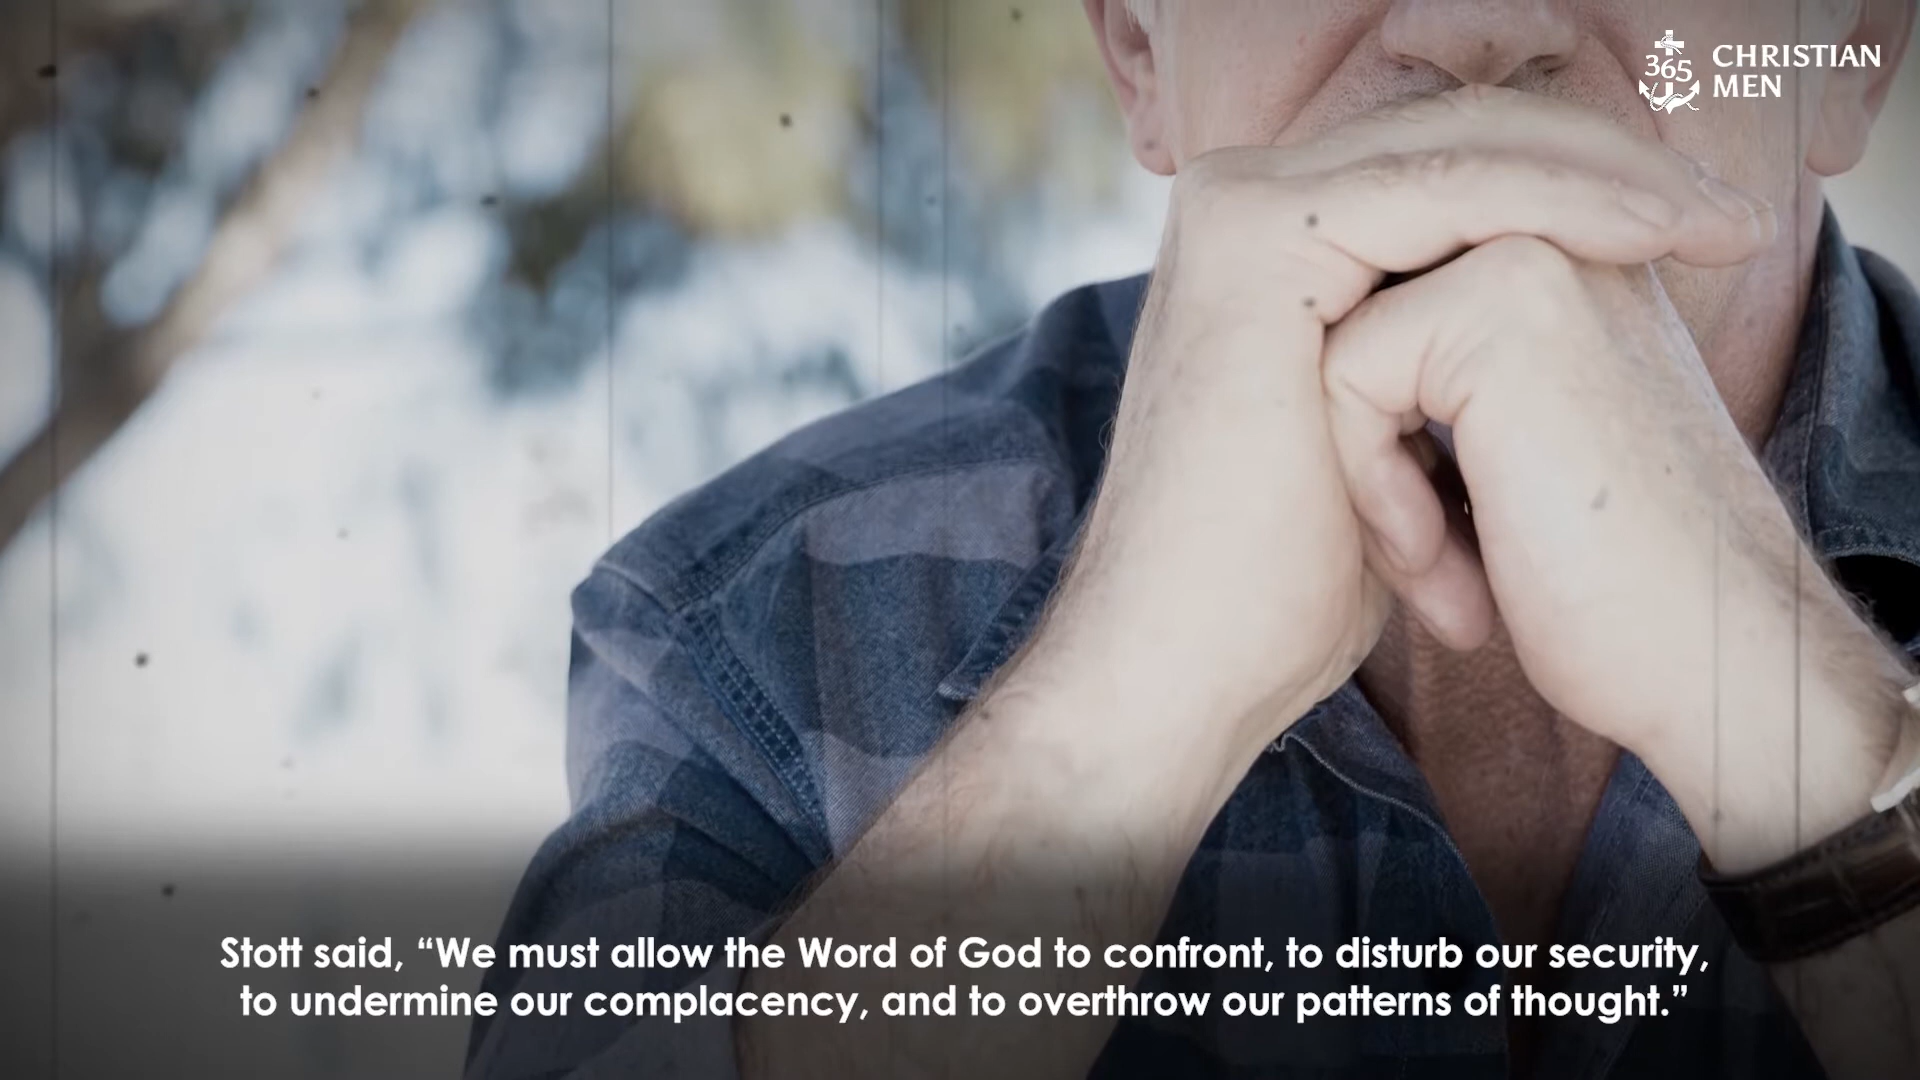 365 CHRISTIAN
MEN
Stott said, “We must allow the Word of God to confront, to disturb our security,
to undermine our complacency, and to overthrow our patterns of thought.”